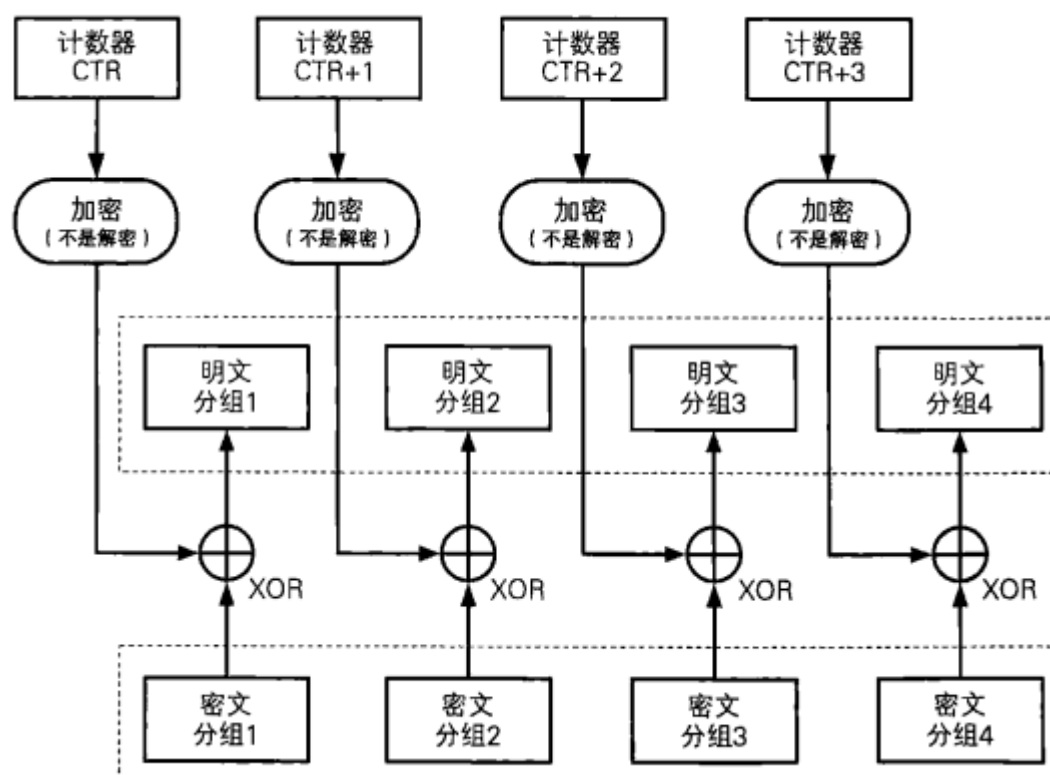 计数器
CTR
计数器
CTR+1
计数器
CTR+2
计数器
CTR+3
加密
（不是解密）
加密
（不是解密）
加密
（不是解密）
加密
（不是解密）
明文
分组1
明文
分组2
明文
分组3
明文
分组4
XOR
XOR
XOR
XOR
密文
分组1
密文
分组2
密文
分组3
密文
分组4